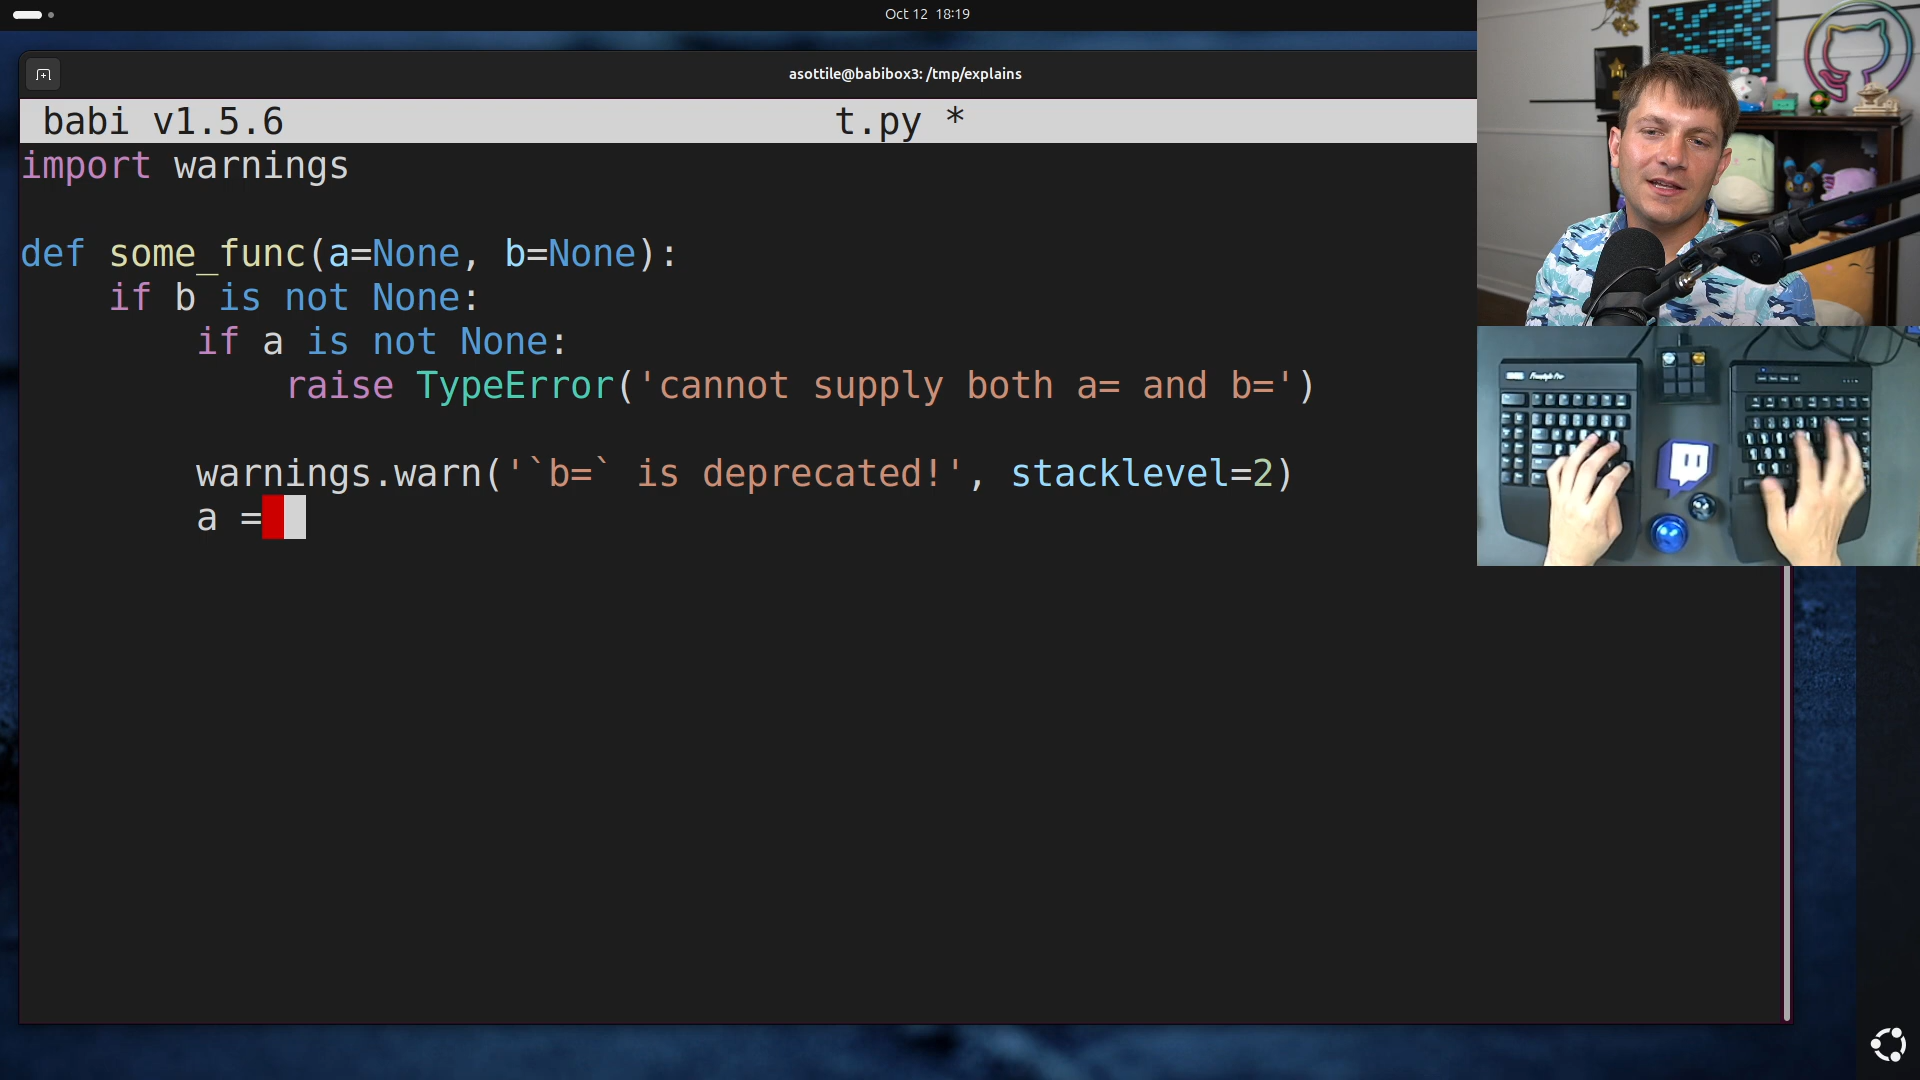 Oct 12 18:19
asottile@babibox3: /tmp/explains
babi v1.5.6 t.py *
import warnings
def some_func(a=None, b=None):
if b is not None:
if a is not None:
raise TypeError('cannot supply both a= and b=')
warnings.warn('`b=` is deprecated!', stacklevel=2)
a =